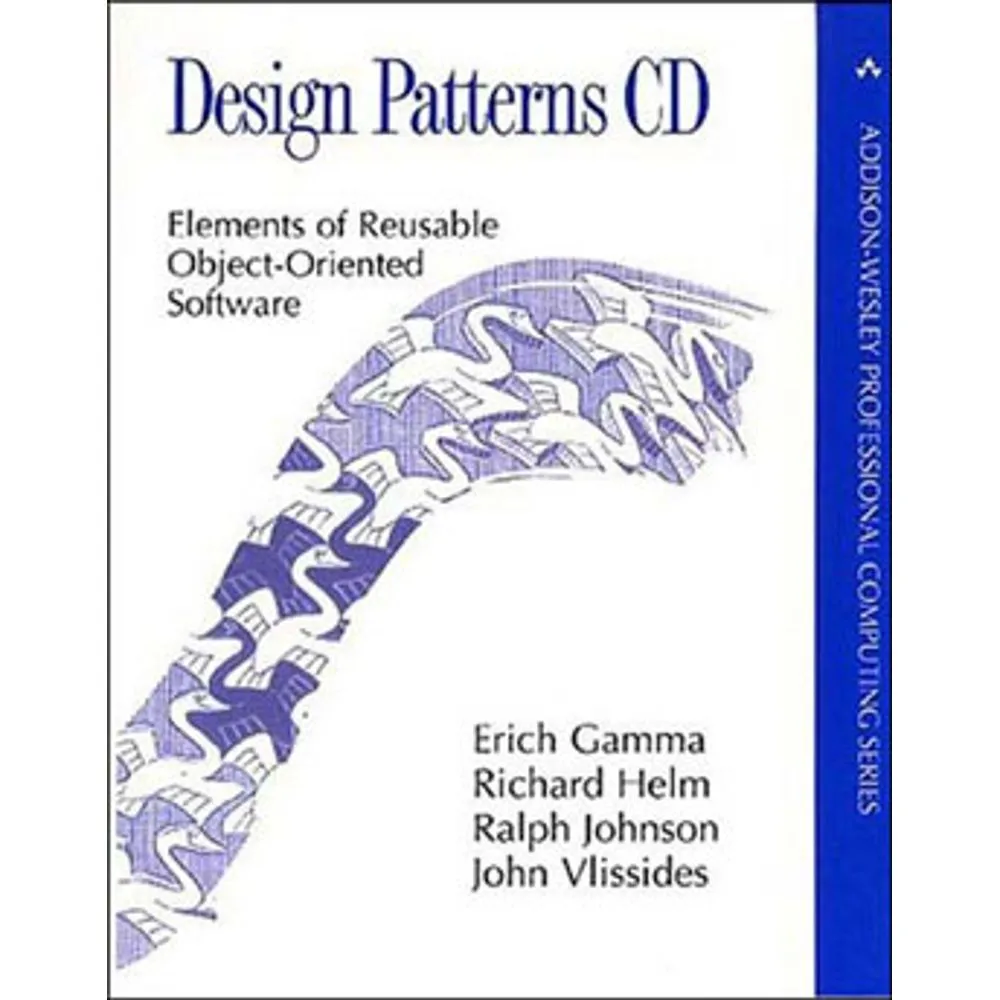 Design Patterns CD
Elements of Reusable
Object-Oriented
Software
Erich Gamma
Richard Helm
Ralph Johnson
John Vlissides
ADDISON-WESLEY PROFESSIONAL COMPUTING SERIES